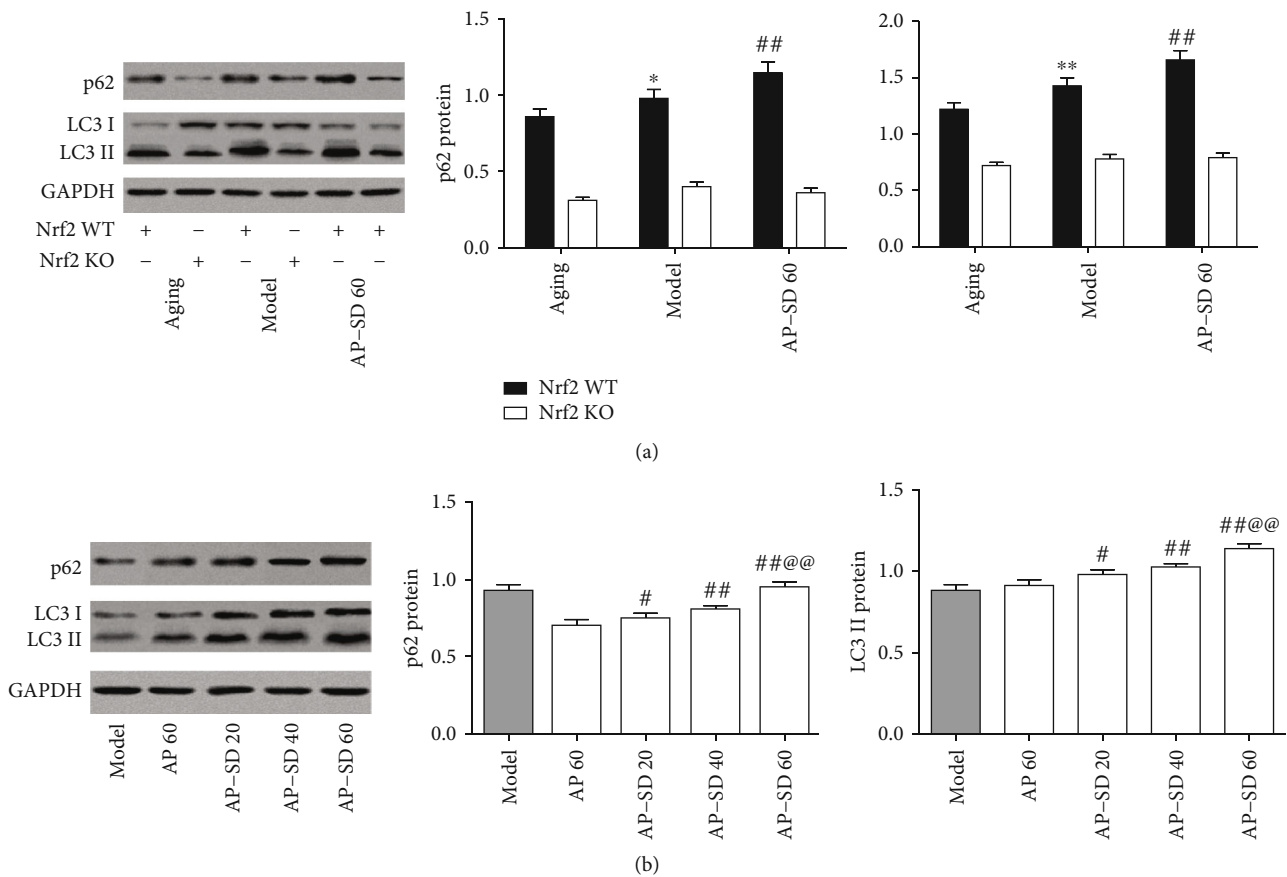 p62
LC3 I
LC3 II
GAPDH
Nrf2 WT + – + – + +
Nrf2 KO – + – + – –
Aging
Model
AP–SD 60
p62 protein
1.5
1.0
0.5
0.0
*
##
Aging
Model
AP–SD 60
2.0
1.5
1.0
0.5
0.0
**
##
Aging
Model
AP–SD 60
Nrf2 WT
Nrf2 KO
(a)
p62
LC3 I
LC3 II
GAPDH
Model
AP 60
AP–SD 20
AP–SD 40
AP–SD 60
p62 protein
1.5
1.0
0.5
0.0
#
##
##@@
Model
AP 60
AP–SD 20
AP–SD 40
AP–SD 60
LC3 II protein
1.5
1.0
0.5
0.0
#
##
##@@
Model
AP 60
AP–SD 20
AP–SD 40
AP–SD 60
(b)